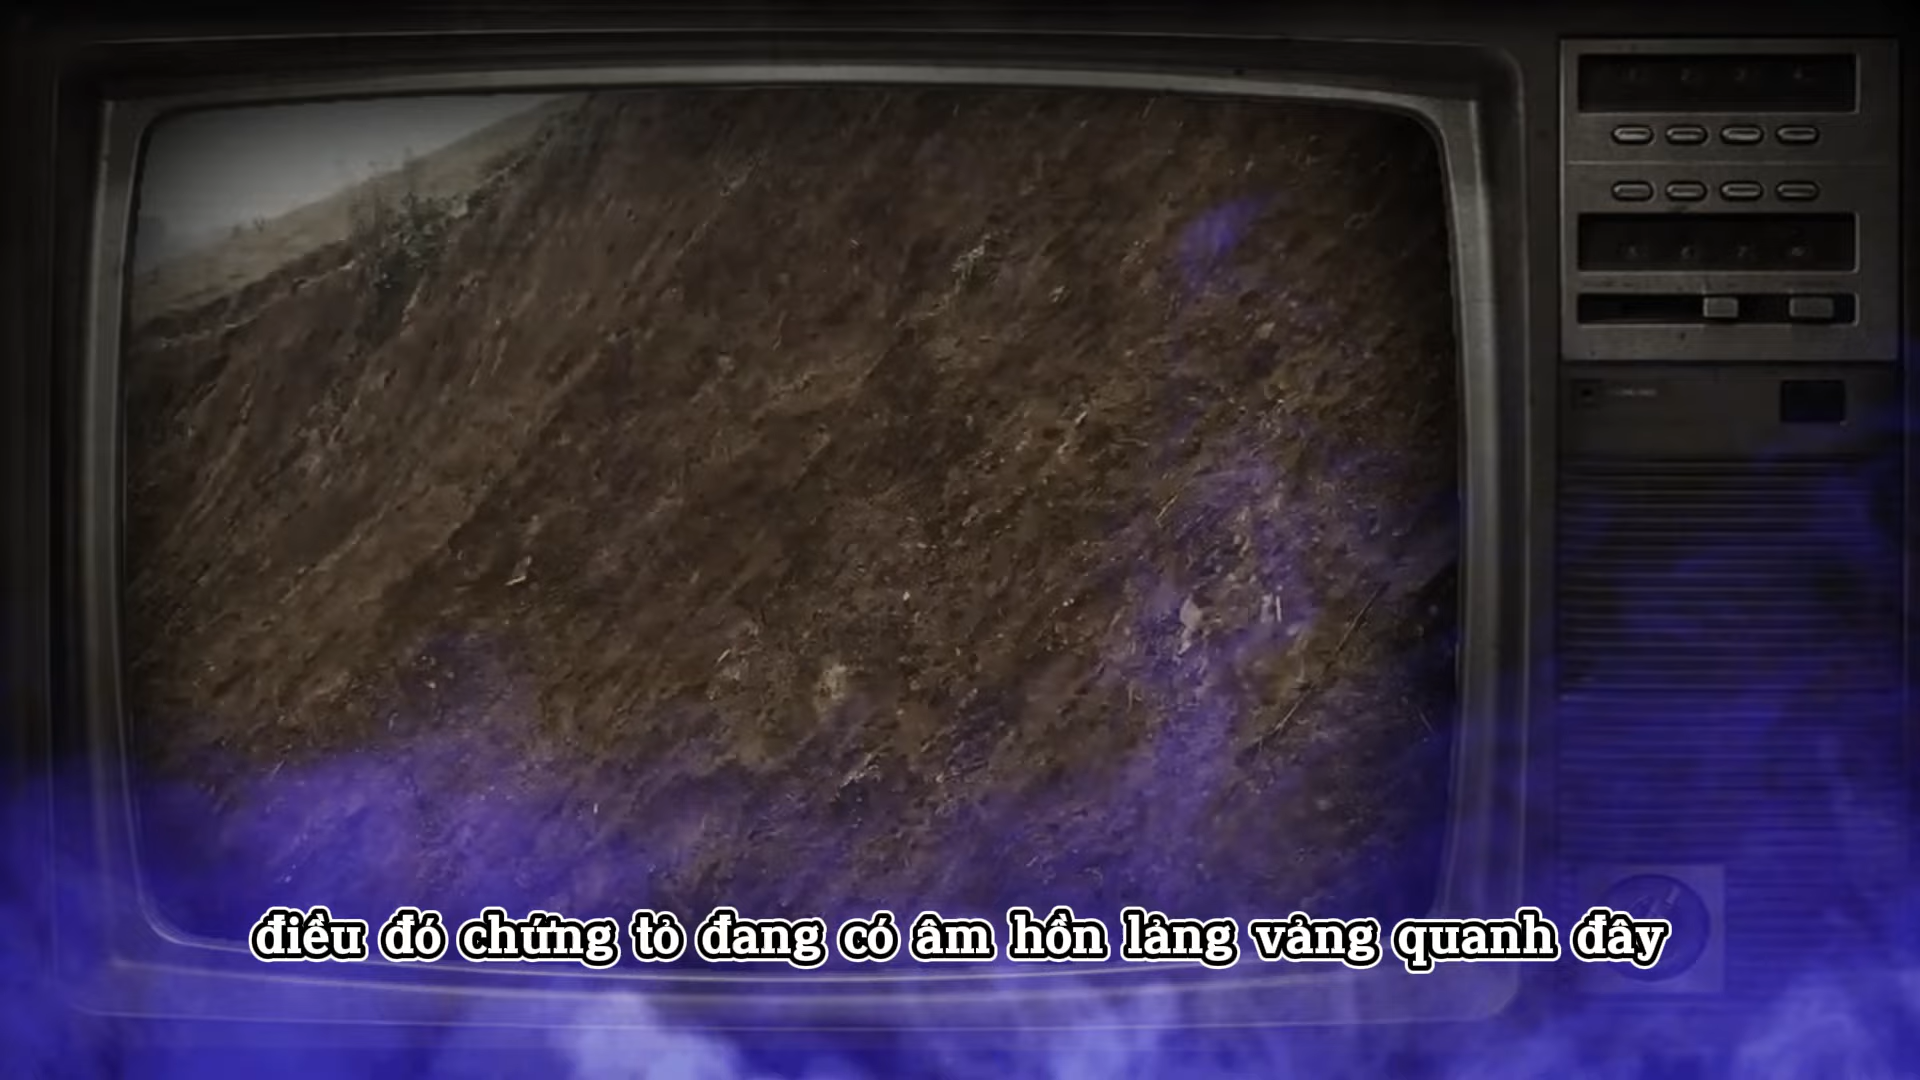 điều đó chứng tỏ đang có âm hồn lảng vảng quanh đây